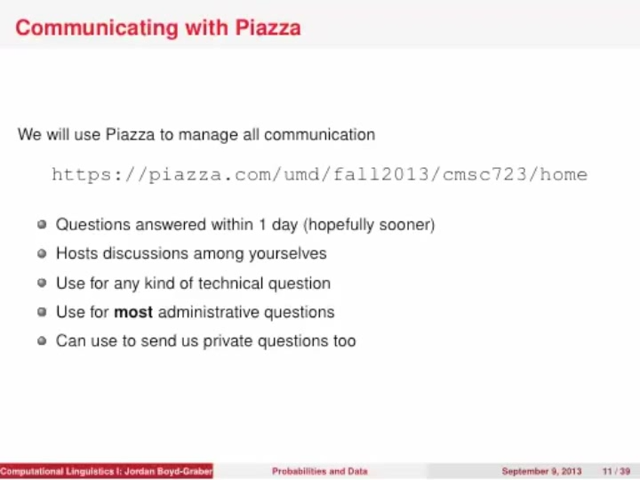 Communicating with Piazza
We will use Piazza to manage all communication
https://piazza.com/umd/fall2013/cmsc723/home
Questions answered within 1 day (hopefully sooner)
Hosts discussions among yourselves
Use for any kind of technical question
Use for most administrative questions
Can use to send us private questions too
Computational Linguistics I: Jordan Boyd-Graber Probabilities and Data September 9, 2013 11 / 39